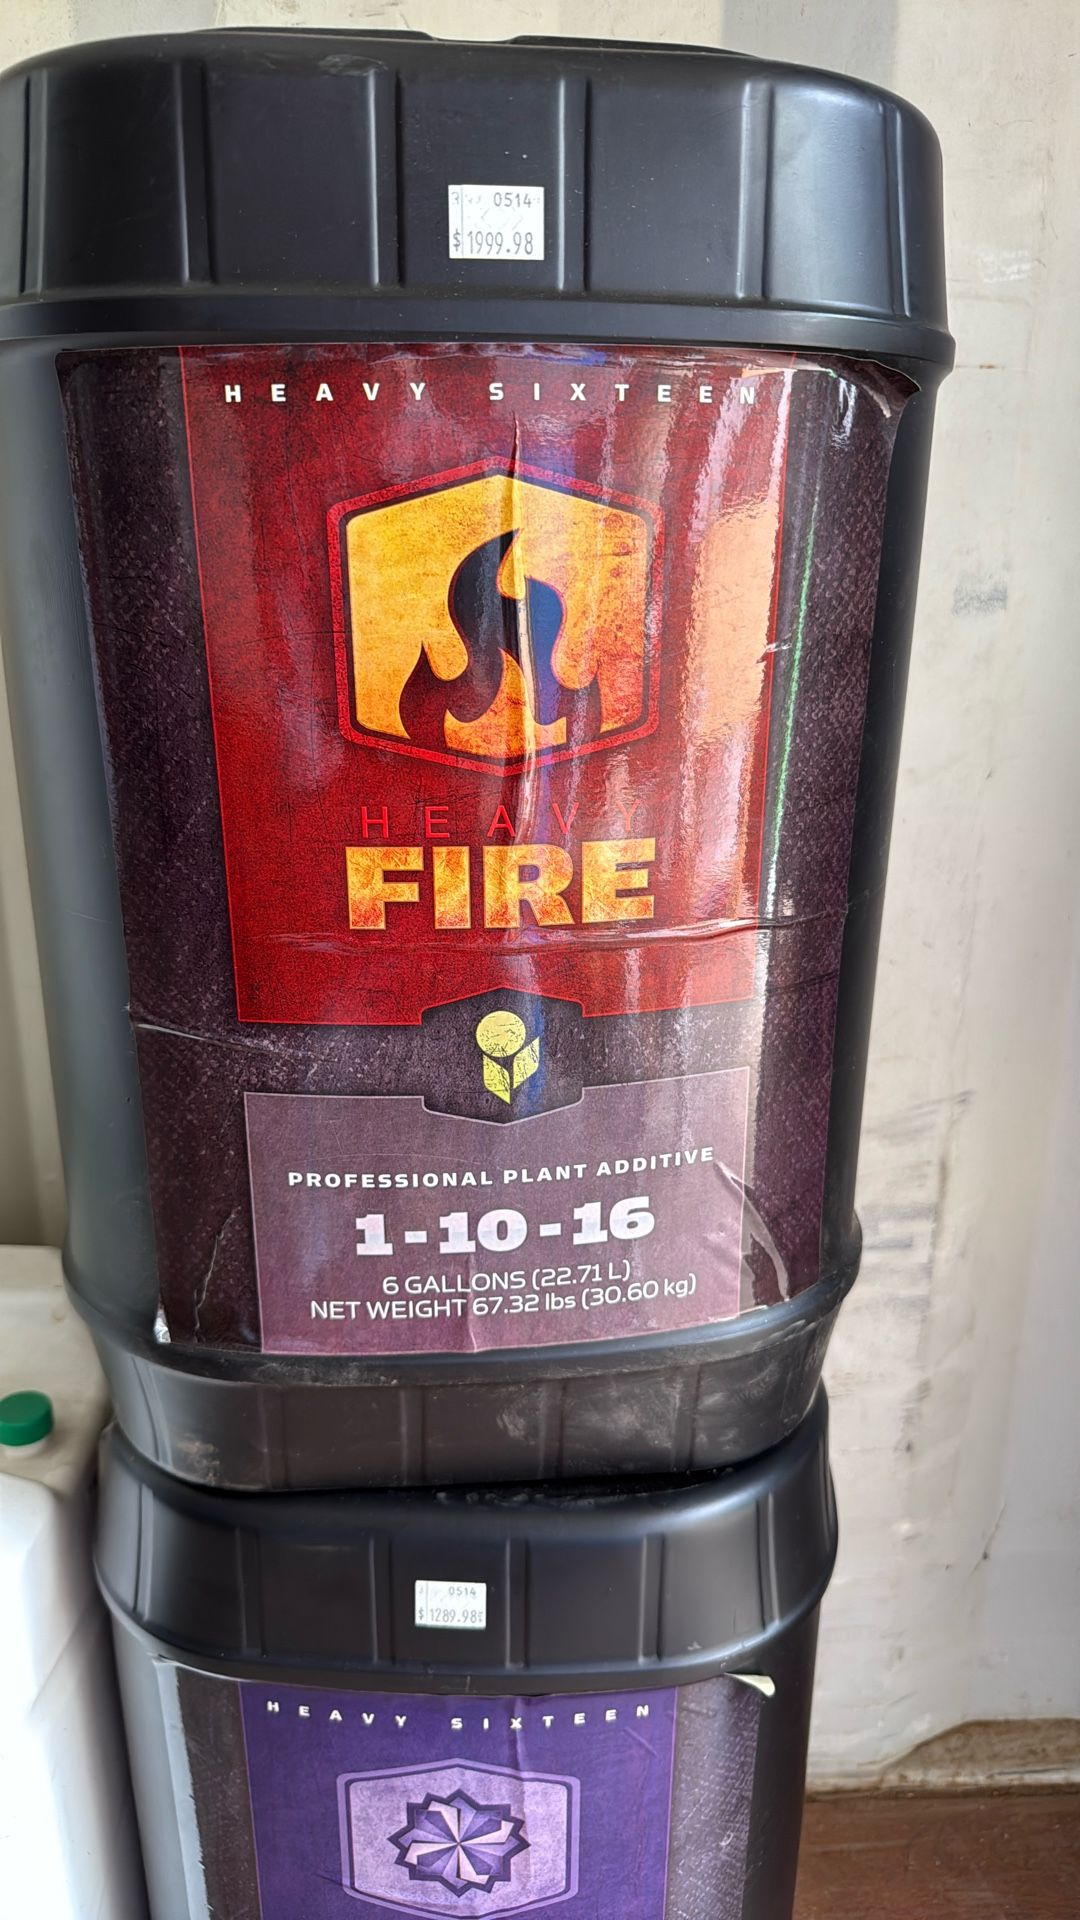 0514
$1999.98
HEAVY SIXTEEN
HEAVY
FIRE
PROFESSIONAL PLANT ADDITIVE
1-10-16
6 GALLONS (22.71 L)
NET WEIGHT 67.32 lbs (30.60 kg)
0514
$1289.98
HEAVY SIXTEEN